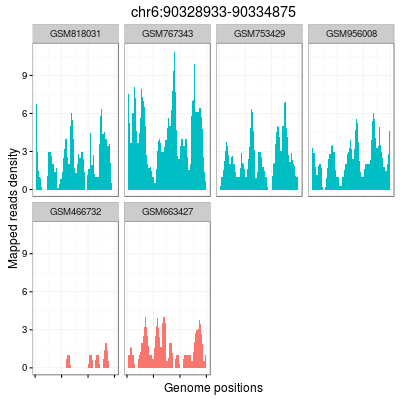 chr6:90328933-90334875
GSM818031 GSM767343 GSM753429 GSM956008
9
6
3
0
GSM466732 GSM663427
9
6
3
0
Mapped reads density
Genome positions